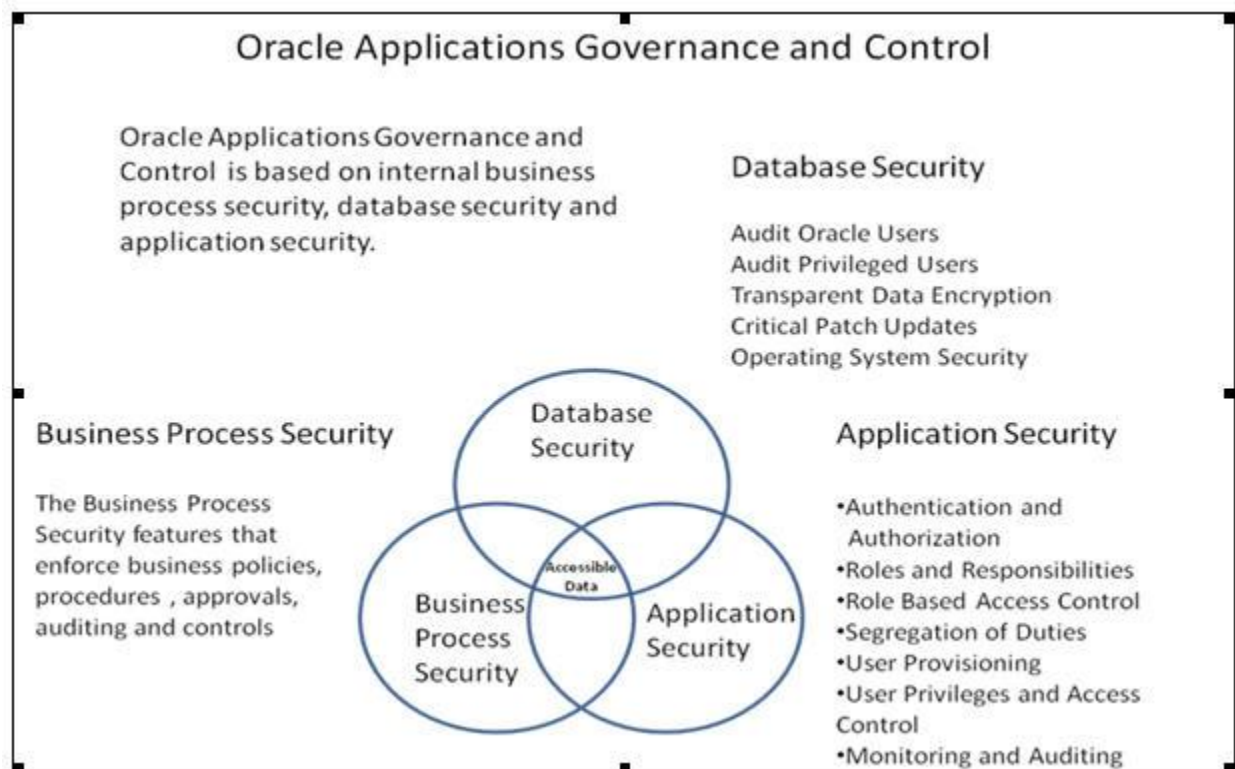 Oracle Applications Governance and Control
Oracle Applications Governance and
Control is based on internal business
process security, database security and
application security.
Database Security
Audit Oracle Users
Audit Privileged Users
Transparent Data Encryption
Critical Patch Updates
Operating System Security
Business Process Security
The Business Process
Security features that
enforce business policies,
procedures , approvals,
auditing and controls
Database
Security
Accessible
Data
Business
Process
Security
Application
Security
Application Security
•Authentication and
Authorization
•Roles and Responsibilities
•Role Based Access Control
•Segregation of Duties
•User Provisioning
•User Privileges and Access
Control
•Monitoring and Auditing